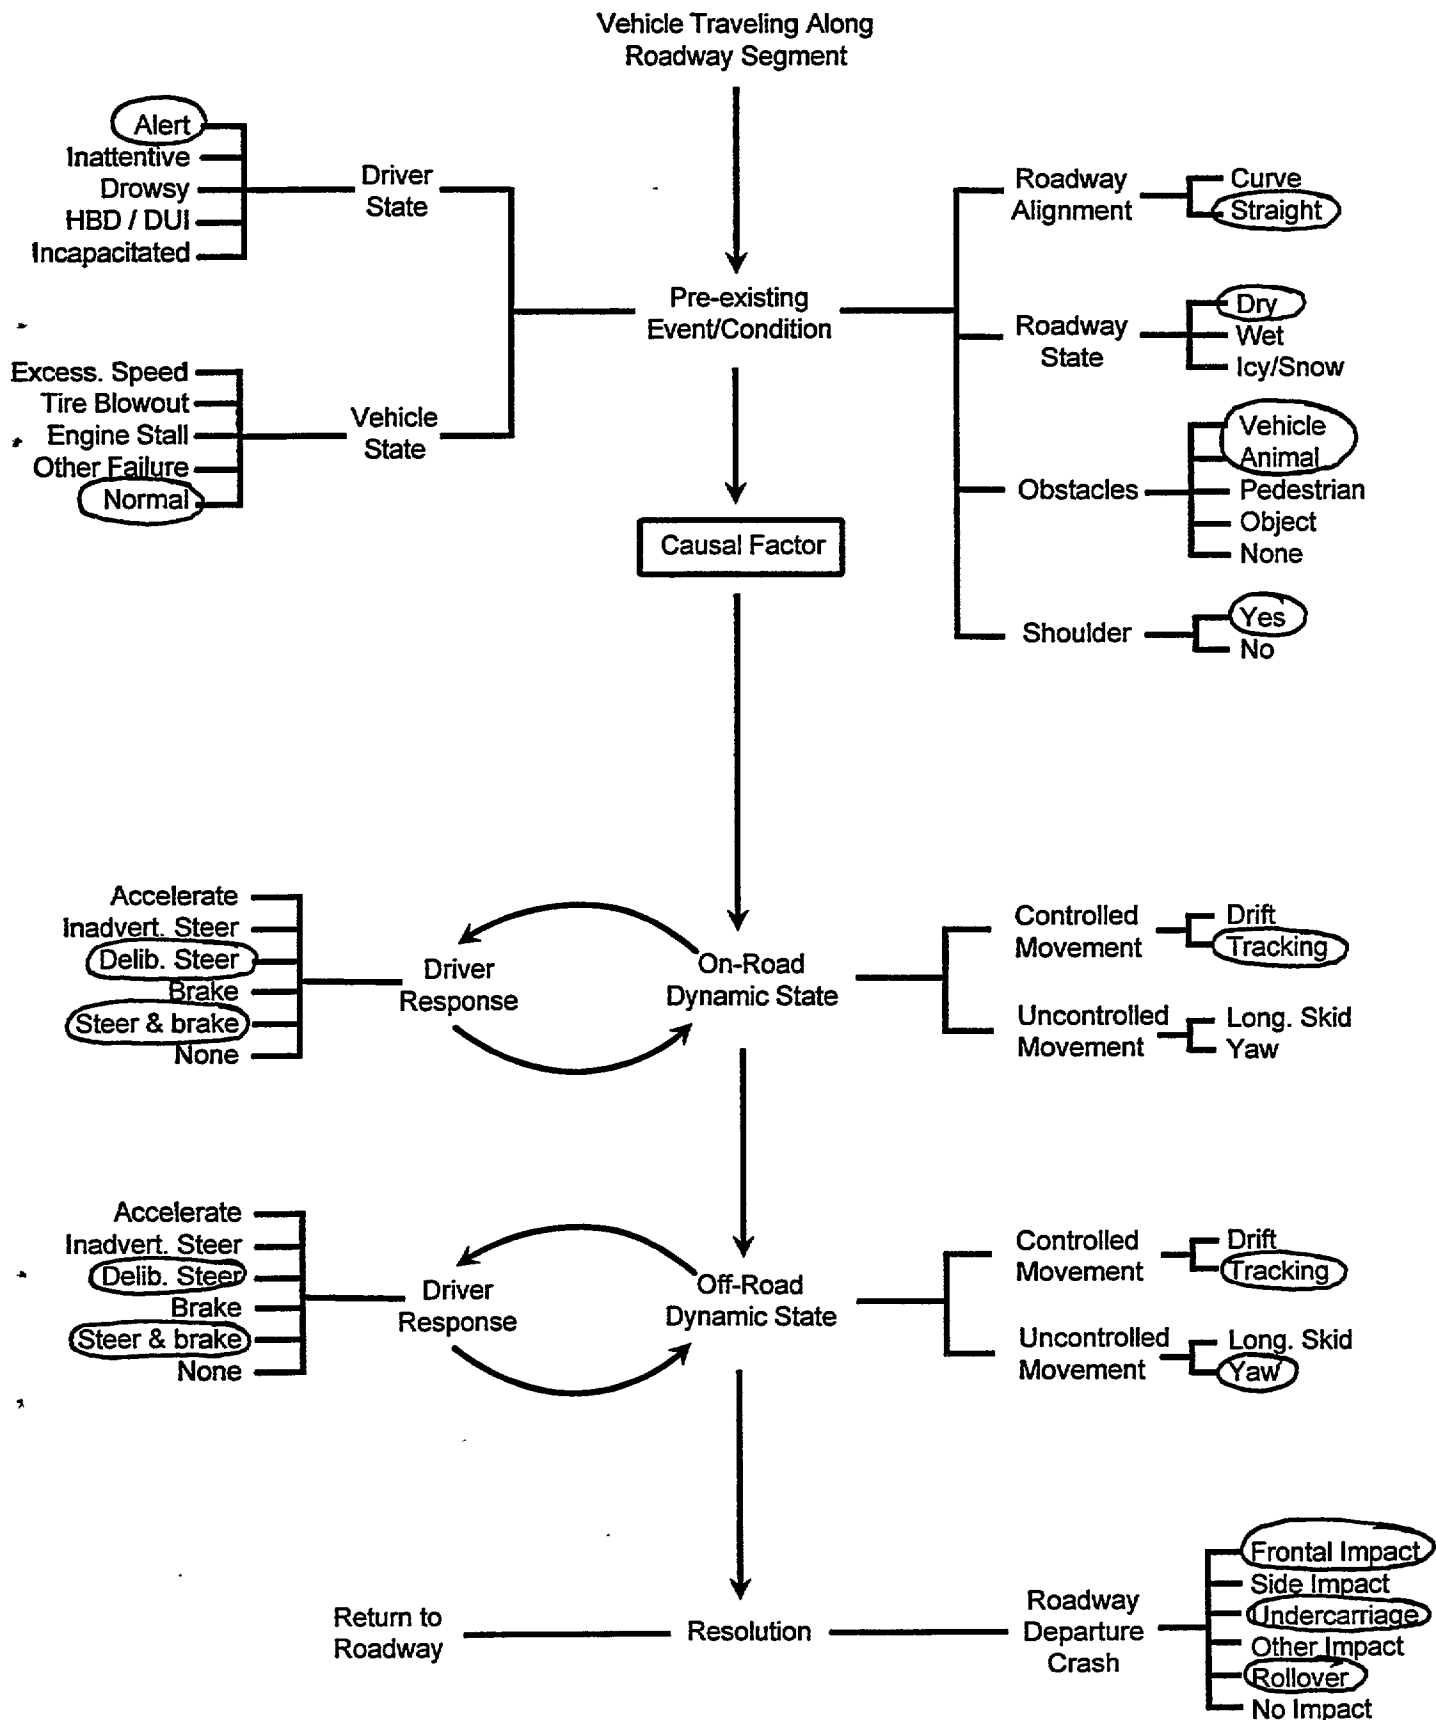 Vehicle Traveling Along
Roadway Segment
Alert
Inattentive
Drowsy
HBD / DUI
Incapacitated
Driver
State
Excess. Speed
Tire Blowout
Engine Stall
Other Failure
Normal
Vehicle
State
Pre-existing
Event/Condition
Roadway
Alignment
Curve
Straight
Roadway
State
Dry
Wet
Icy/Snow
Obstacles
Vehicle
Animal
Pedestrian
Object
None
Shoulder
Yes
No
Causal Factor
Accelerate
Inadvert. Steer
Delib. Steer
Brake
Steer & brake
None
Driver
Response
On-Road
Dynamic State
Controlled
Movement
Drift
Tracking
Uncontrolled
Movement
Long. Skid
Yaw
Accelerate
Inadvert. Steer
Delib. Steer
Brake
Steer & brake
None
Driver
Response
Off-Road
Dynamic State
Controlled
Movement
Drift
Tracking
Uncontrolled
Movement
Long. Skid
Yaw
Return to
Roadway
Resolution
Roadway
Departure
Crash
Frontal Impact
Side Impact
Undercarriage
Other Impact
Rollover
No Impact